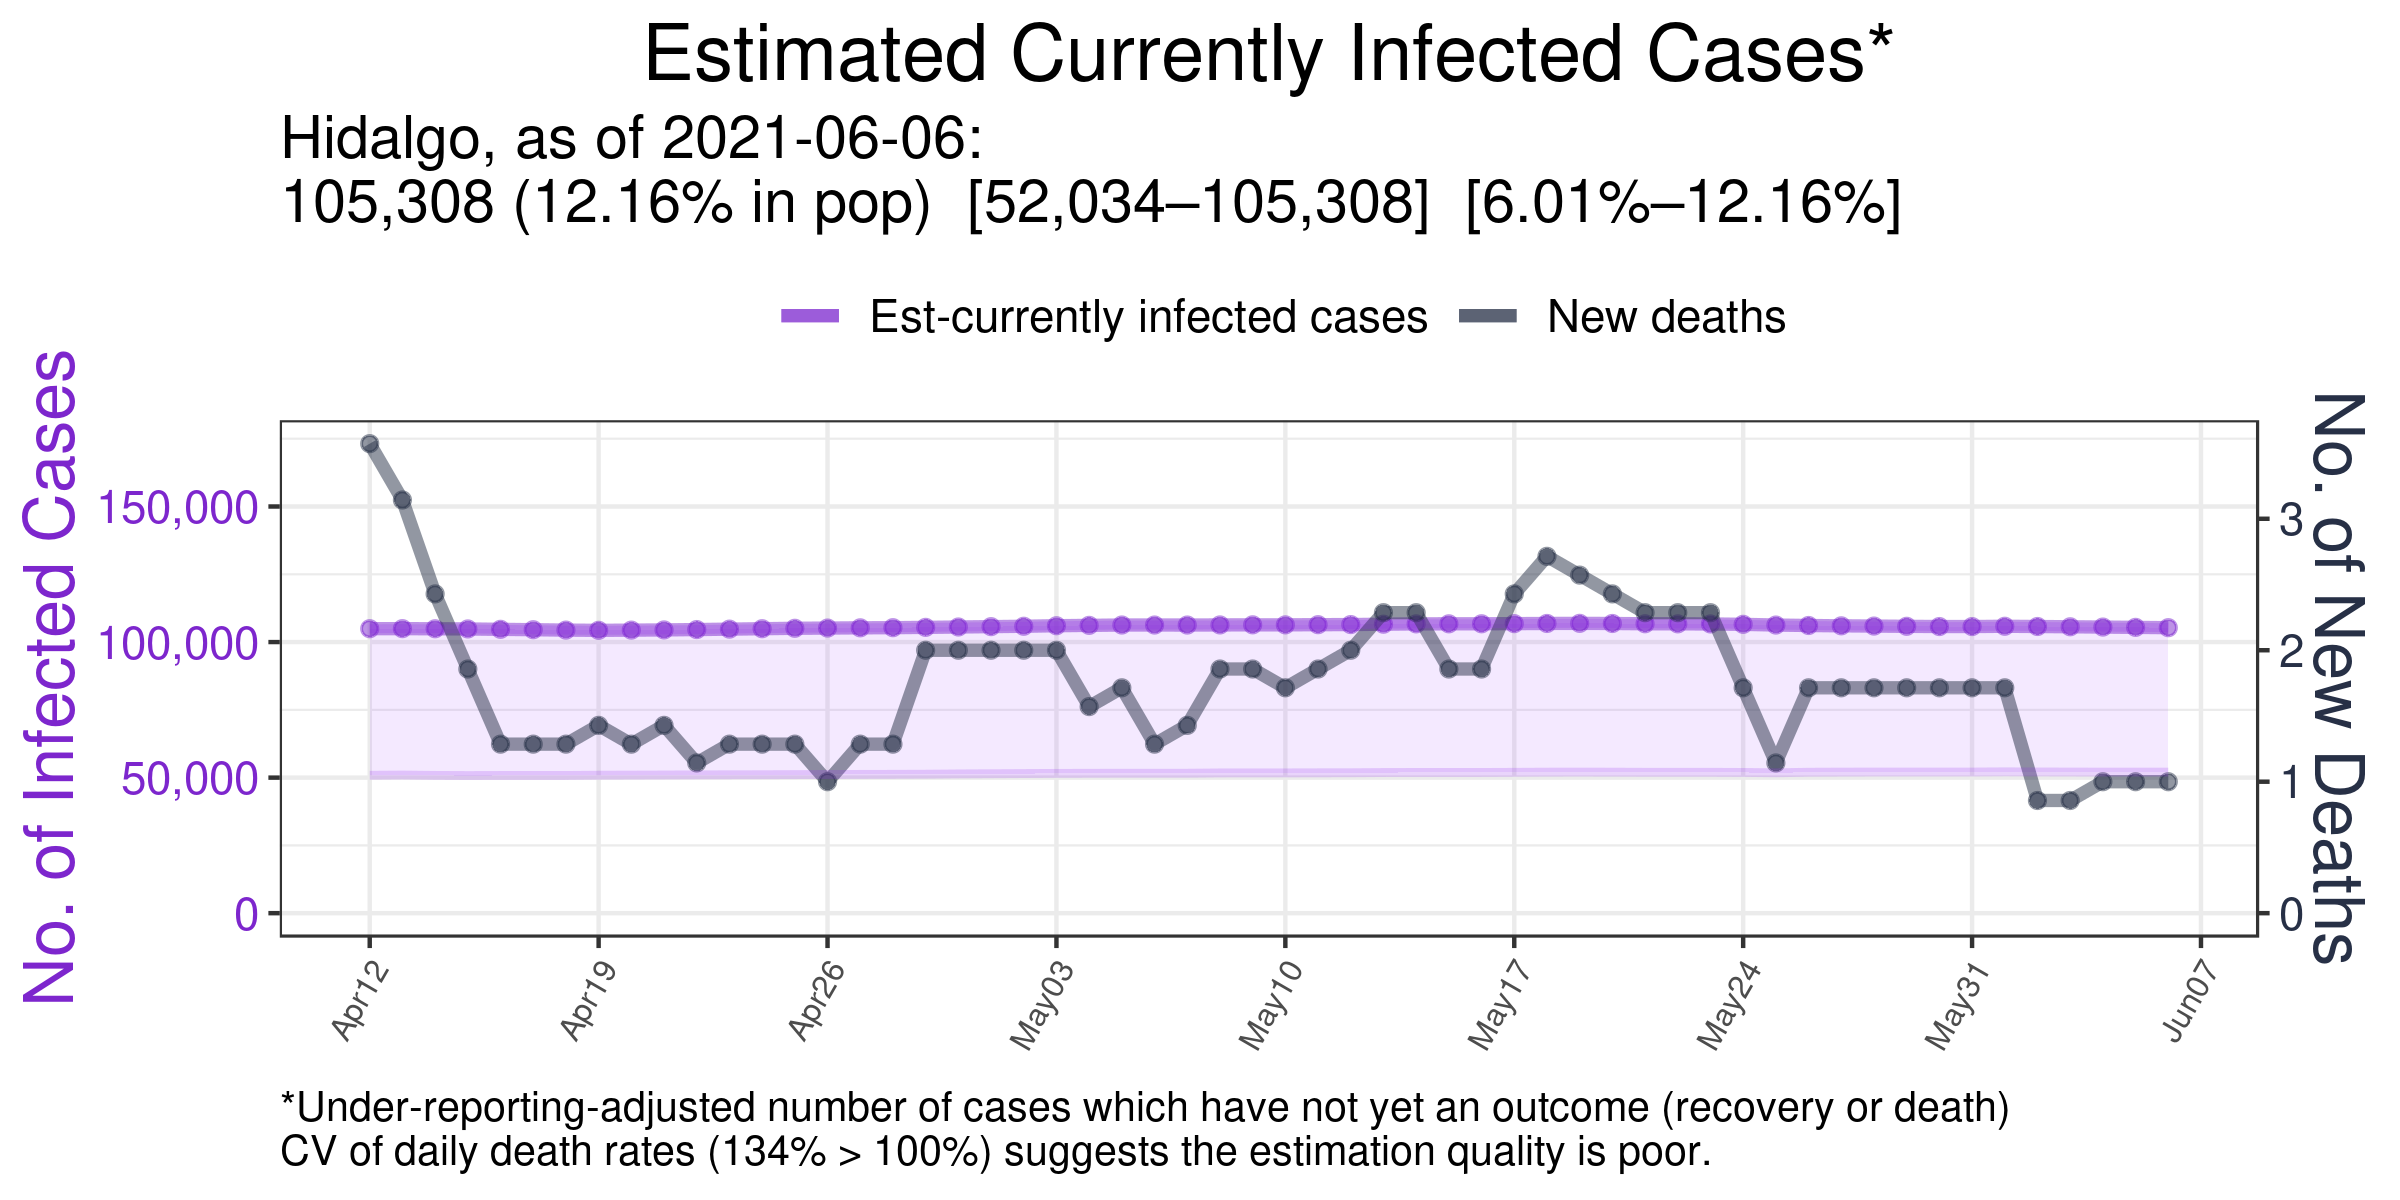 Estimated Currently Infected Cases*
Hidalgo, as of 2021-06-06:
105,308 (12.16% in pop)  [52,034–105,308]  [6.01%–12.16%]
Est-currently infected cases
New deaths
No. of Infected Cases
150,000
100,000
50,000
0
3
2
1
0
No. of New Deaths
Apr12
Apr19
Apr26
May03
May10
May17
May24
May31
Jun07
*Under-reporting-adjusted number of cases which have not yet an outcome (recovery or death)
CV of daily death rates (134% > 100%) suggests the estimation quality is poor.